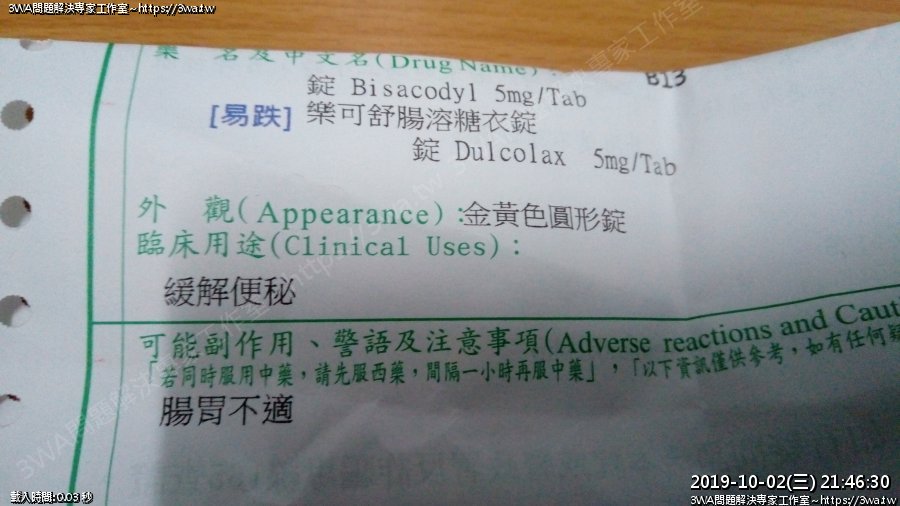 3WA問題解決專家工作室~https://3wa.tw
藥 名及中文名(Drug Name):
B13
錠 Bisacodyl 5mg/Tab
[易跌] 樂可舒腸溶糖衣錠
錠 Dulcolax 5mg/Tab
外 觀(Appearance):金黃色圓形錠
臨床用途(Clinical Uses):
緩解便秘
可能副作用、警語及注意事項(Adverse reactions and Caut
「若同時服用中藥，請先服西藥，間隔一小時再服中藥」，「以下資訊僅供參考，如有任何疑
腸胃不適
2019-10-02(三) 21:46:30
載入時間:0.03 秒
3WA問題解決專家工作室~https://3wa.tw